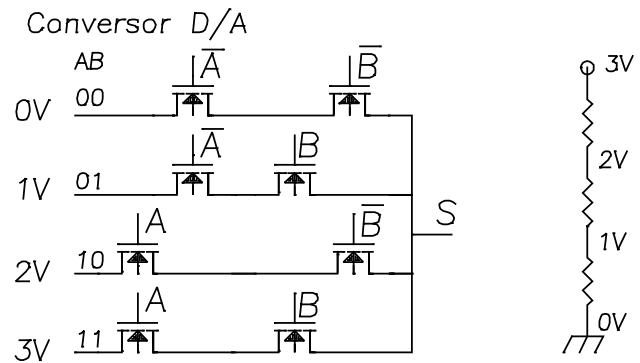 Conversor D/A
AB
A̅ B̅
0V 00
A̅ B
1V 01
A B̅
2V 10
A B
3V 11
S
3V
2V
1V
0V